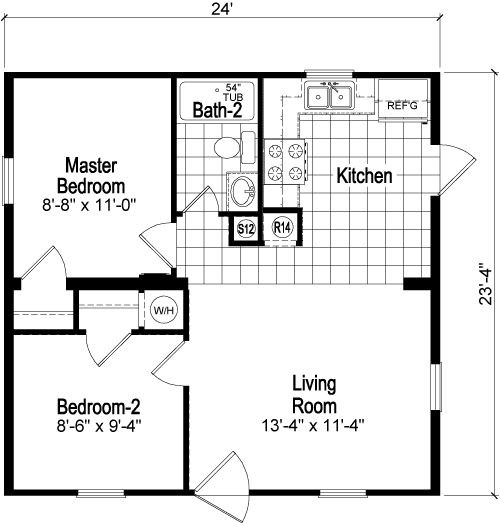 24'
54"
TUB
Bath-2
REF'G
Master
Bedroom
8'-8" x 11'-0"
Kitchen
S12
R14
23'-4"
W/H
Living
Room
13'-4" x 11'-4"
Bedroom-2
8'-6" x 9'-4"